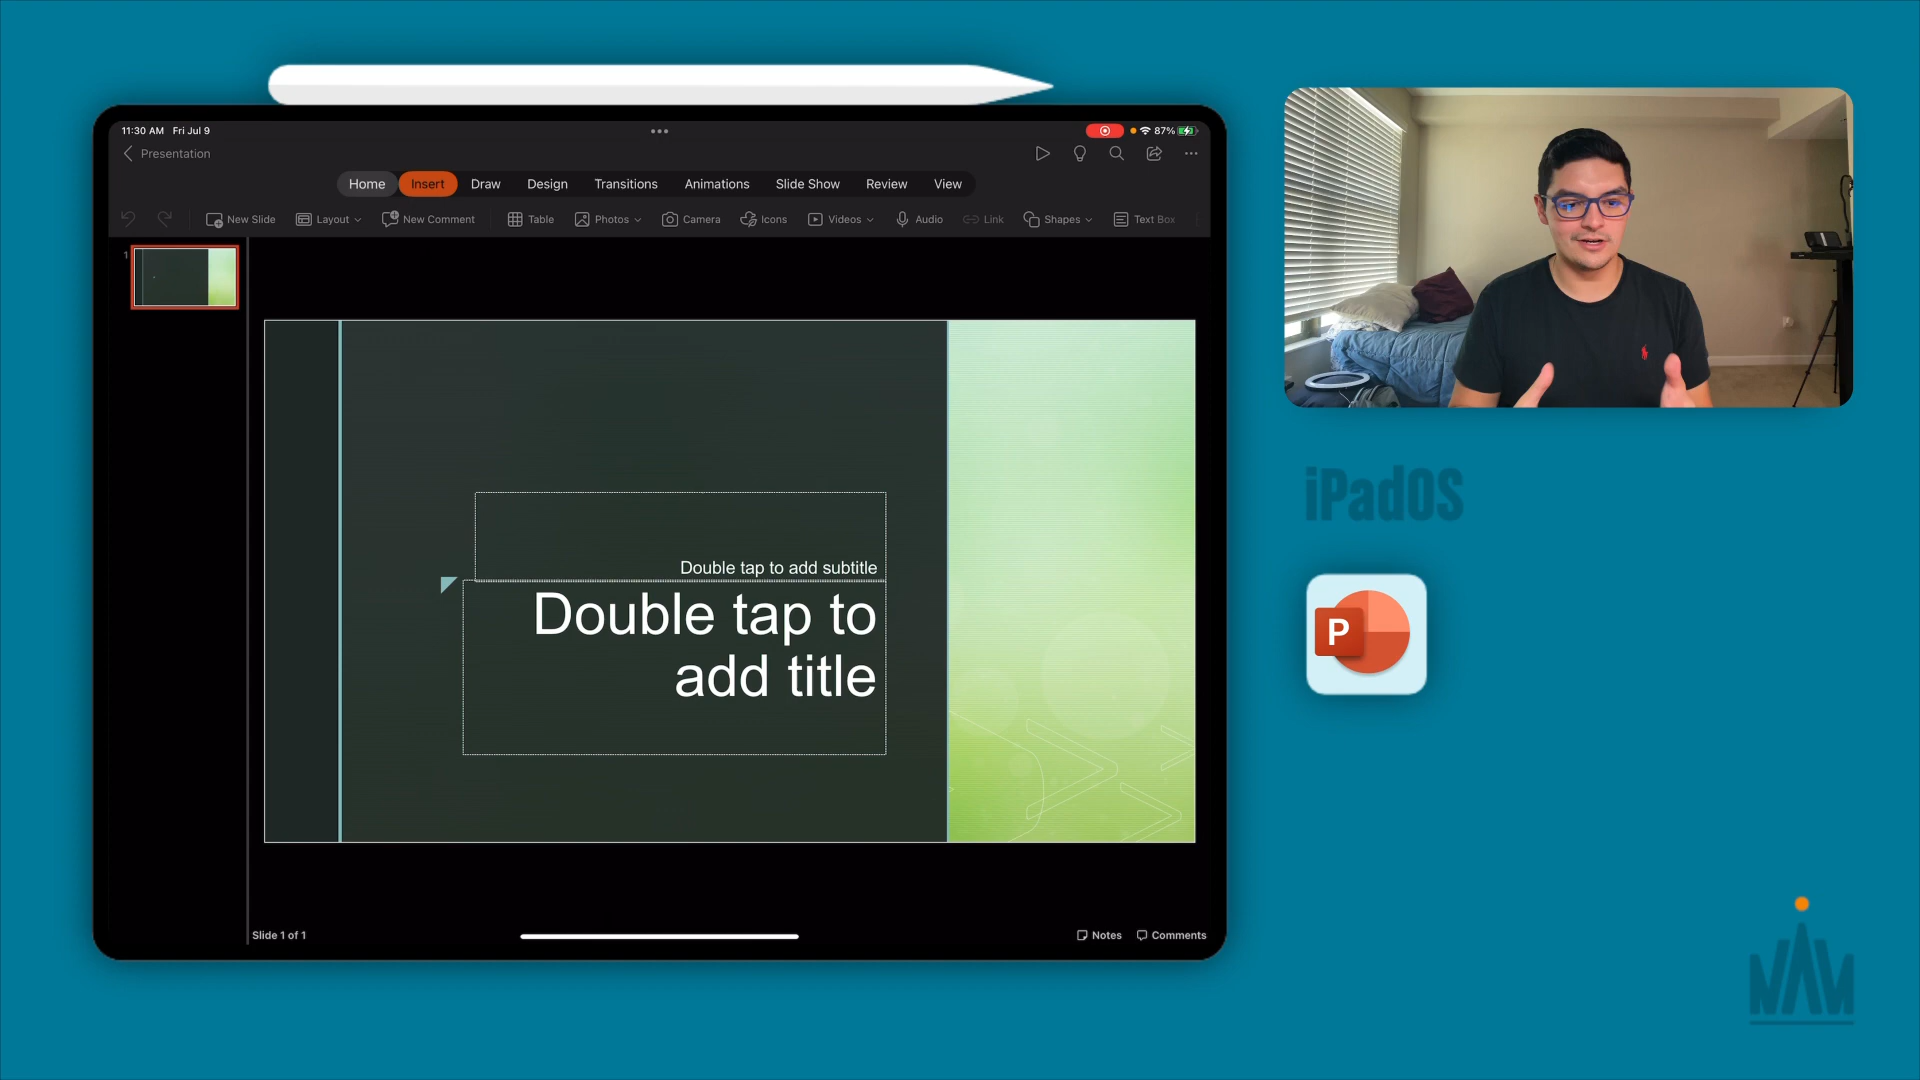 11:30 AM Fri Jul 9
87%
Presentation
Home Insert Draw Design Transitions Animations Slide Show Review View
New Slide Layout New Comment Table Photos Camera Icons Videos Audio Link Shapes Text Box
1
Double tap to add subtitle
Double tap to
add title
Slide 1 of 1
Notes Comments
iPadOS
P
NAM